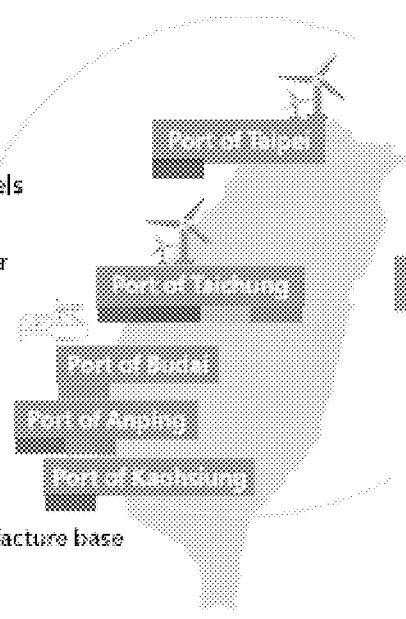 Port of Taipei
els
r
Port of Taichung
Port of Budai
Port of Anping
Port of Kaohsiung
facture base